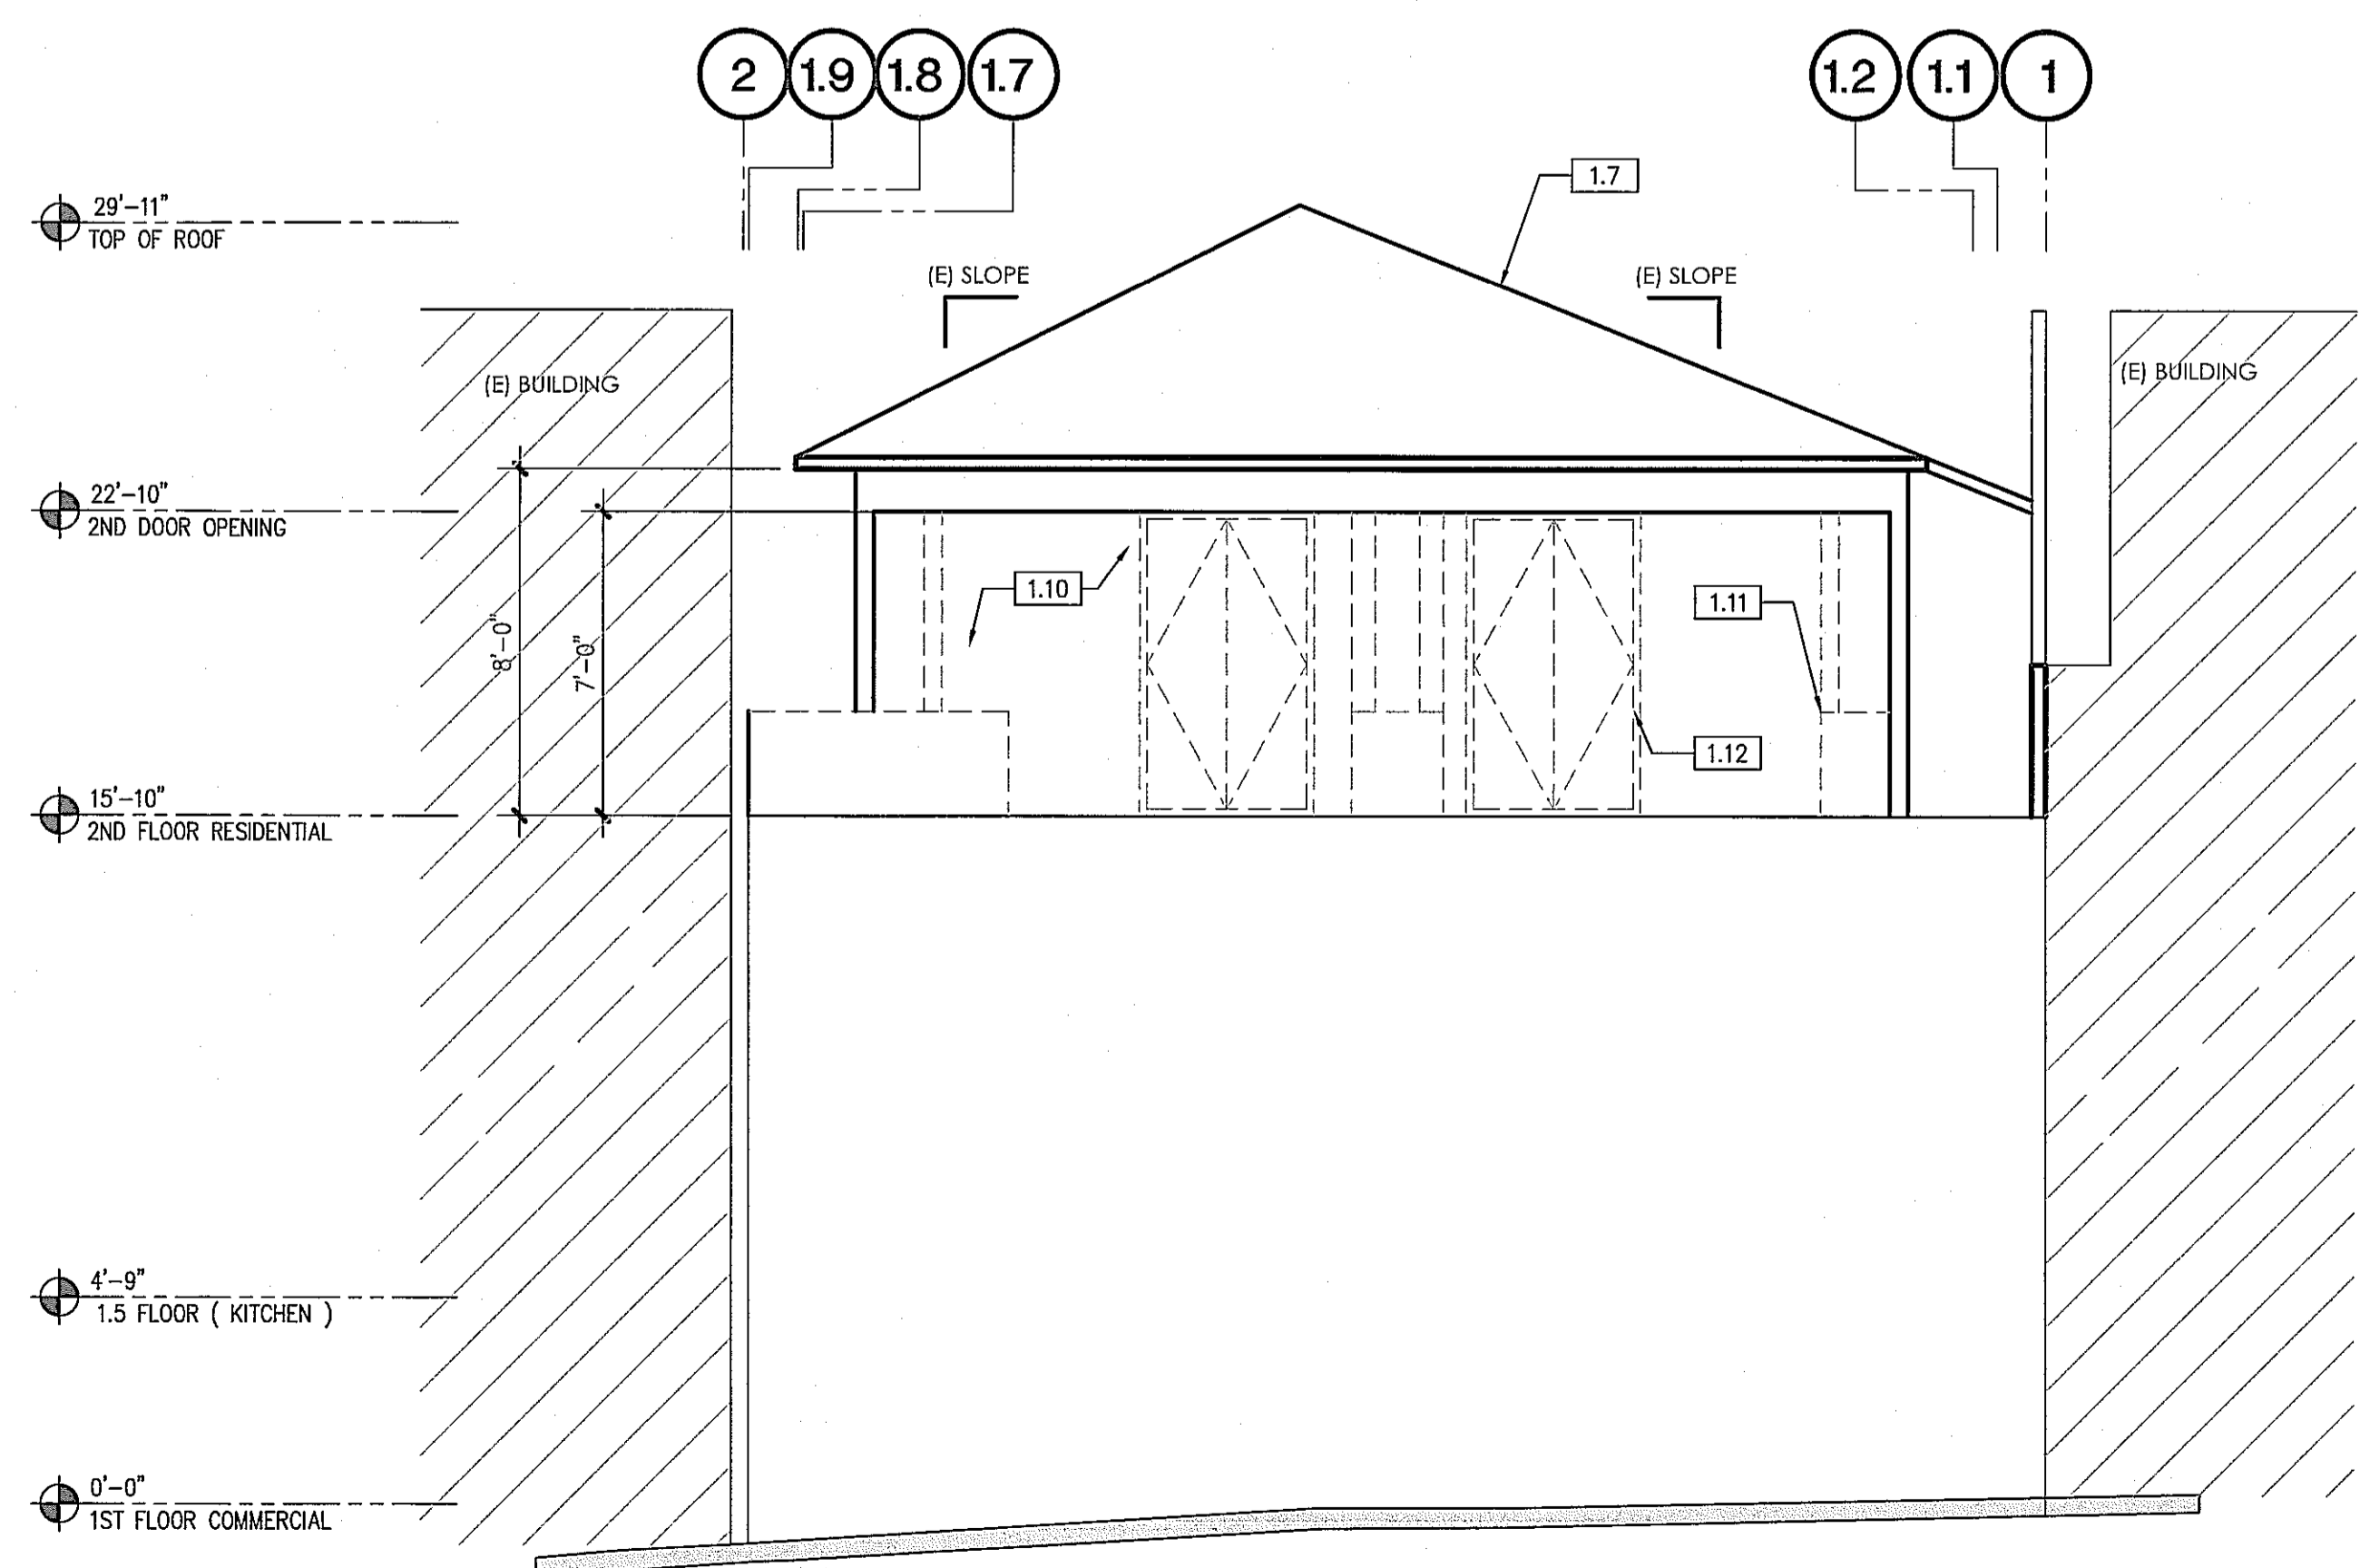 2 1.9 1.8 1.7 1.2 1.1 1
1.7
29'-11"
TOP OF ROOF
(E) SLOPE (E) SLOPE
(E) BUILDING (E) BUILDING
22'-10"
2ND DOOR OPENING
1.10
1.11
8'-0"
7'-0"
1.12
15'-10"
2ND FLOOR RESIDENTIAL
4'-9"
1.5 FLOOR ( KITCHEN )
0'-0"
1ST FLOOR COMMERCIAL